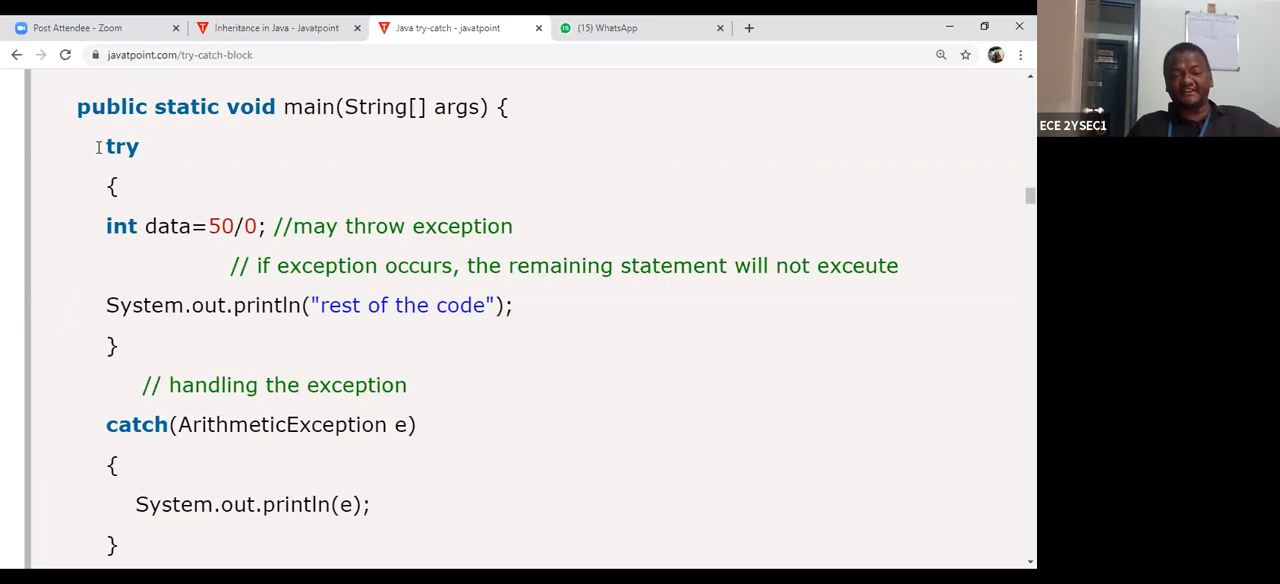 Post Attendee - Zoom
Inheritance in Java - Javatpoint
Java try-catch - javatpoint
(15) WhatsApp
javatpoint.com/try-catch-block
public static void main(String[] args) {
try
{
int data=50/0; //may throw exception
// if exception occurs, the remaining statement will not exceute
System.out.println("rest of the code");
}
// handling the exception
catch(ArithmeticException e)
{
System.out.println(e);
}
ECE 2YSEC1